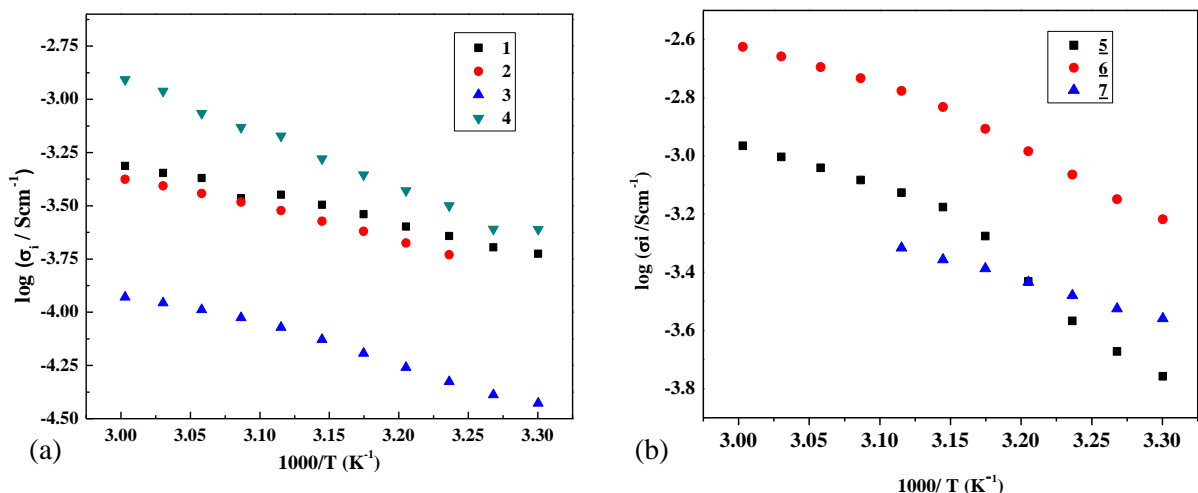 -2.75
-3.00
-3.25
-3.50
-3.75
-4.00
-4.25
-4.50
log (σi / Scm-1)
1
2
3
4
3.00 3.05 3.10 3.15 3.20 3.25 3.30
1000/T (K-1)
(a)
-2.6
-2.8
-3.0
-3.2
-3.4
-3.6
-3.8
log (σi /Scm-1)
5
6
7
3.00 3.05 3.10 3.15 3.20 3.25 3.30
1000/ T (K-1)
(b)